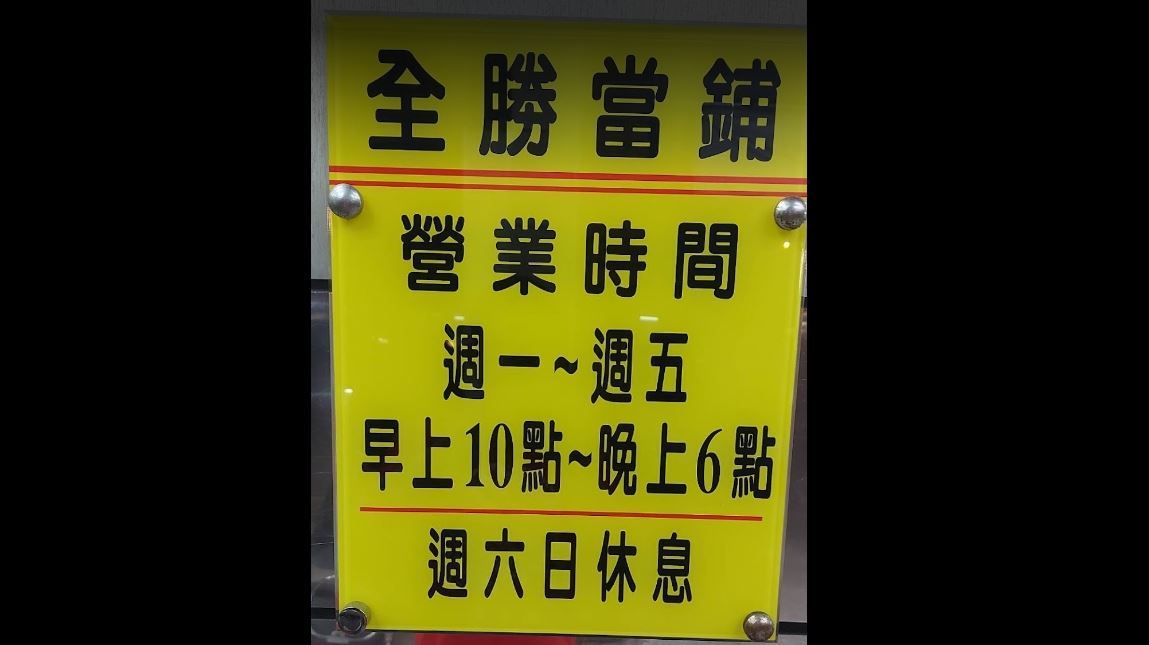 全勝當鋪
營業時間
週一~週五
早上10點~晚上6點
週六日休息